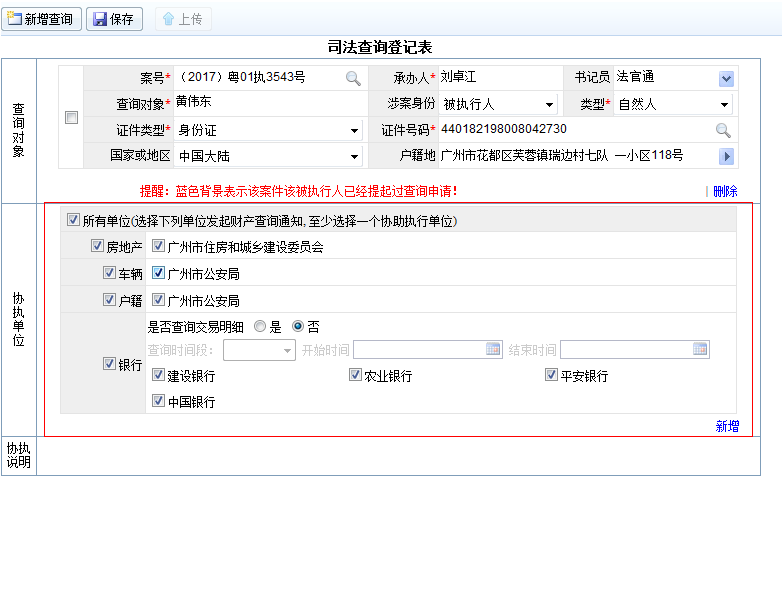 新增查询 保存 上传
司法查询登记表
查询对象
案号* （2017）粤01执3543号 承办人* 刘卓江 书记员 法官通
查询对象* 黄伟东 涉案身份 被执行人 类型* 自然人
证件类型* 身份证 证件号码* 440182198008042730
国家或地区 中国大陆 户籍地 广州市花都区芙蓉镇瑞边村七队 一小区118号
提醒：蓝色背景表示该案件该被执行人已经提起过查询申请！ | 删除
协执单位
所有单位(选择下列单位发起财产查询通知,至少选择一个协助执行单位)
房地产 广州市住房和城乡建设委员会
车辆 广州市公安局
户籍 广州市公安局
银行
是否查询交易明细 是 否
查询时间段： 开始时间 结束时间
建设银行 农业银行 平安银行
中国银行
新增
协执说明